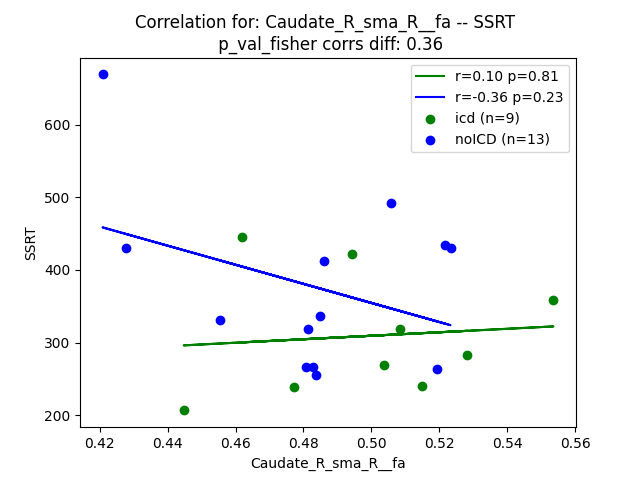 Correlation for: Caudate_R_sma_R__fa -- SSRT
p_val_fisher corrs diff: 0.36
r=0.10 p=0.81
r=-0.36 p=0.23
icd (n=9)
noICD (n=13)
600
500
400
300
200
SSRT
0.42 0.44 0.46 0.48 0.50 0.52 0.54 0.56
Caudate_R_sma_R__fa